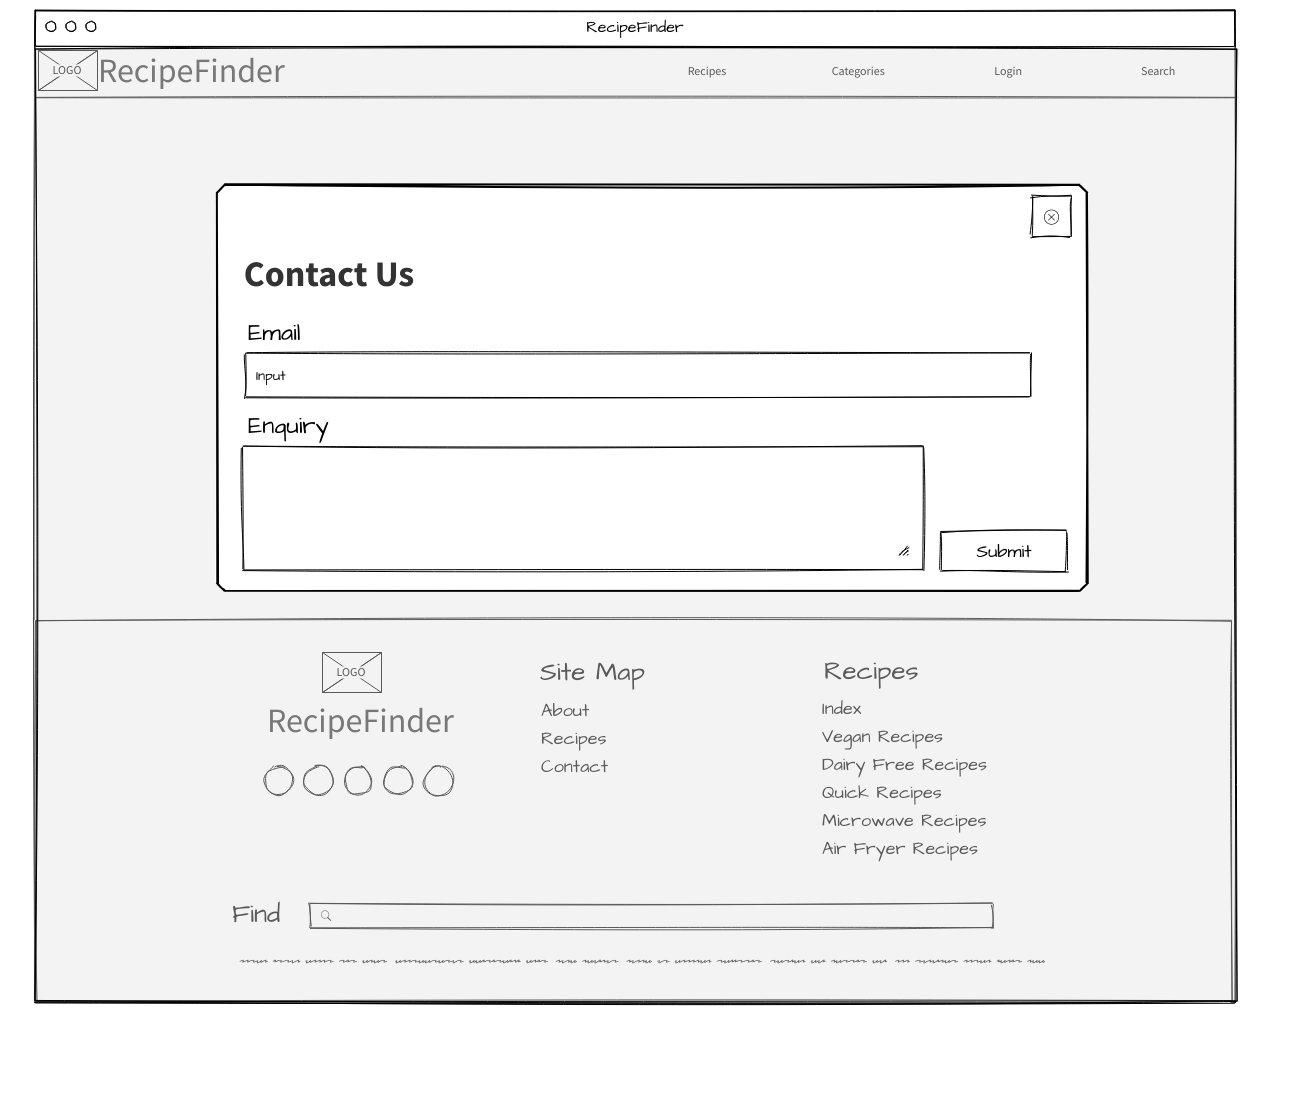 RecipeFinder
LOGO RecipeFinder Recipes Categories Login Search
Contact Us
Email
Input
Enquiry
Submit
LOGO
RecipeFinder
Site Map
About
Recipes
Contact
Recipes
Index
Vegan Recipes
Dairy Free Recipes
Quick Recipes
Microwave Recipes
Air Fryer Recipes
Find